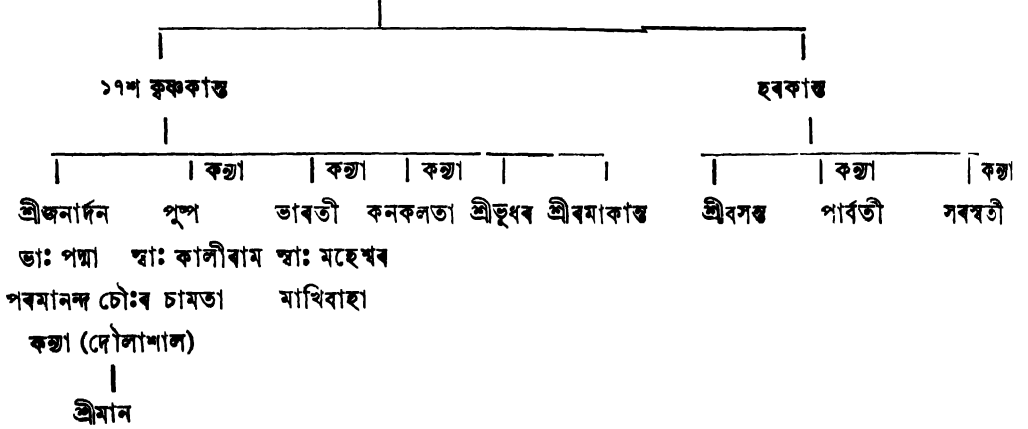 ১৭শ কৃষ্ণকান্ত হৰকান্ত
কন্যা কন্যা কন্যা কন্যা কন্যা
শ্ৰীজনাৰ্দন পুষ্প ভাৰতী কনকলতা শ্ৰীভূধৰ শ্ৰীৰমাকান্ত শ্ৰীবসন্ত পাৰ্বতী সৰস্বতী
ভাঃ পদ্মা স্বাঃ কালীৰাম স্বাঃ মহেশ্বৰ
পৰমানন্দ চৌঃৰ চামতা মাখিবাহা
কন্যা (দৌলাশাল)
শ্ৰীমান